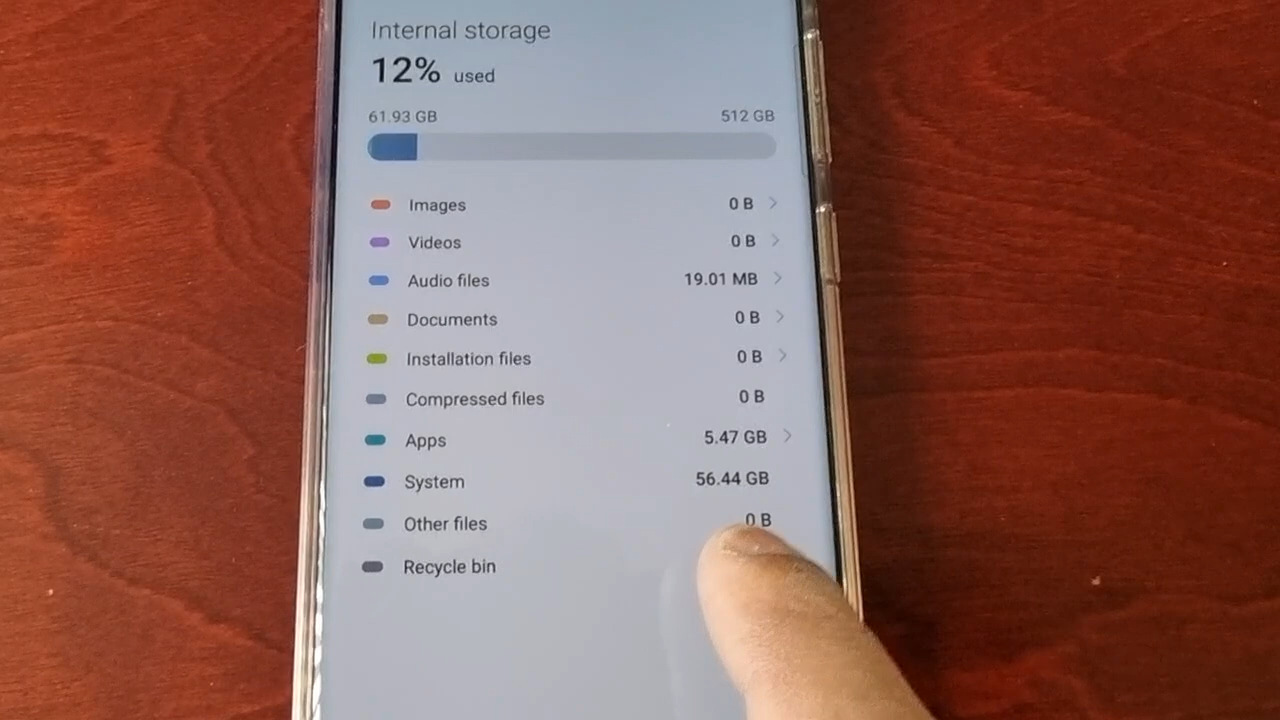 Internal storage
12% used
61.93 GB 512 GB
Images 0 B
Videos 0 B
Audio files 19.01 MB
Documents 0 B
Installation files 0 B
Compressed files 0 B
Apps 5.47 GB
System 56.44 GB
Other files 0 B
Recycle bin